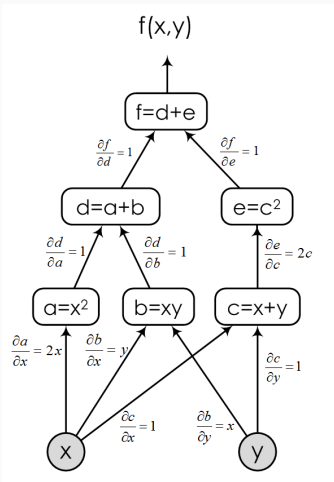 f(x,y)
f=d+e
∂f/∂d = 1
∂f/∂e = 1
d=a+b
e=c²
∂d/∂a = 1
∂d/∂b = 1
∂e/∂c = 2c
a=x²
b=xy
c=x+y
∂a/∂x = 2x
∂b/∂x = y
∂c/∂y = 1
∂c/∂x = 1
∂b/∂y = x
x
y